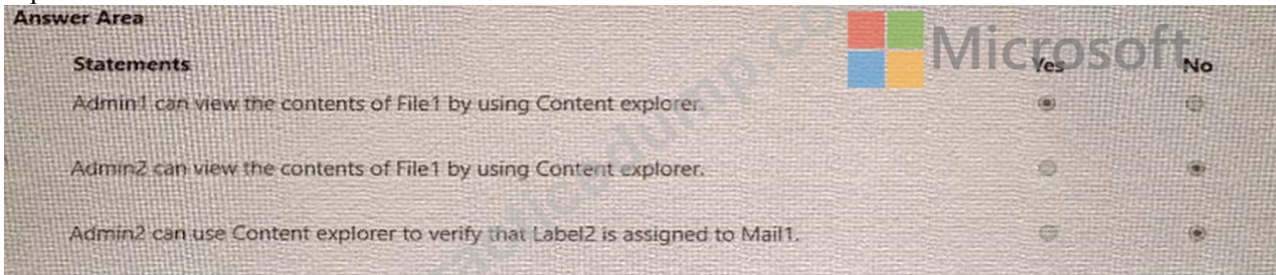 Answer Area
Microsoft
Statements Yes No
Admin1 can view the contents of File1 by using Content explorer.
Admin2 can view the contents of File1 by using Content explorer.
Admin2 can use Content explorer to verify that Label2 is assigned to Mail1.